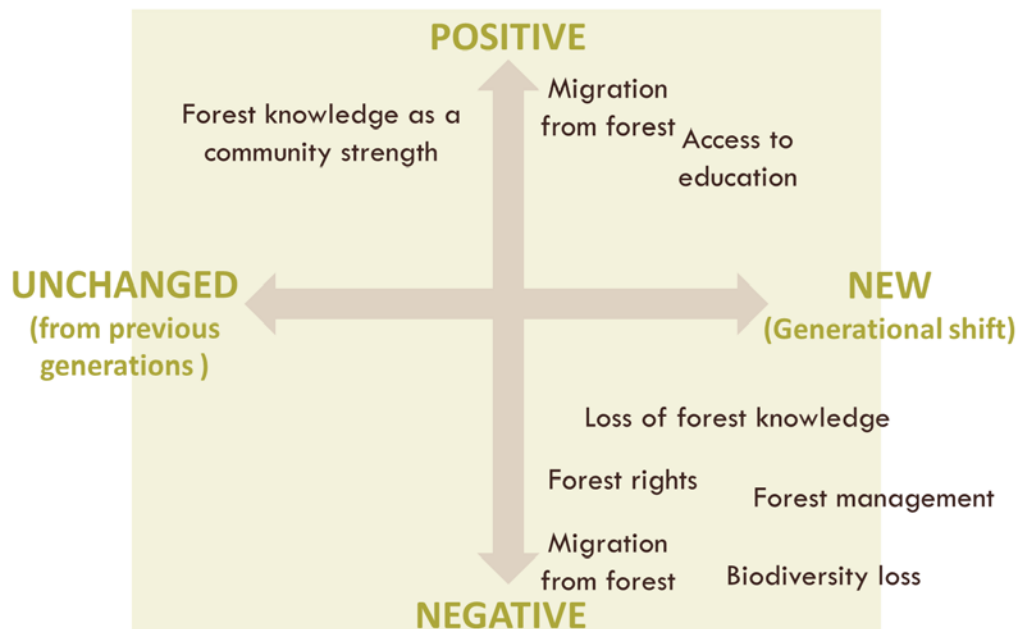 POSITIVE
Forest knowledge as a
community strength
Migration
from forest
Access to
education
UNCHANGED
(from previous
generations )
NEW
(Generational shift)
Loss of forest knowledge
Forest rights
Forest management
Migration
from forest
Biodiversity loss
NEGATIVE